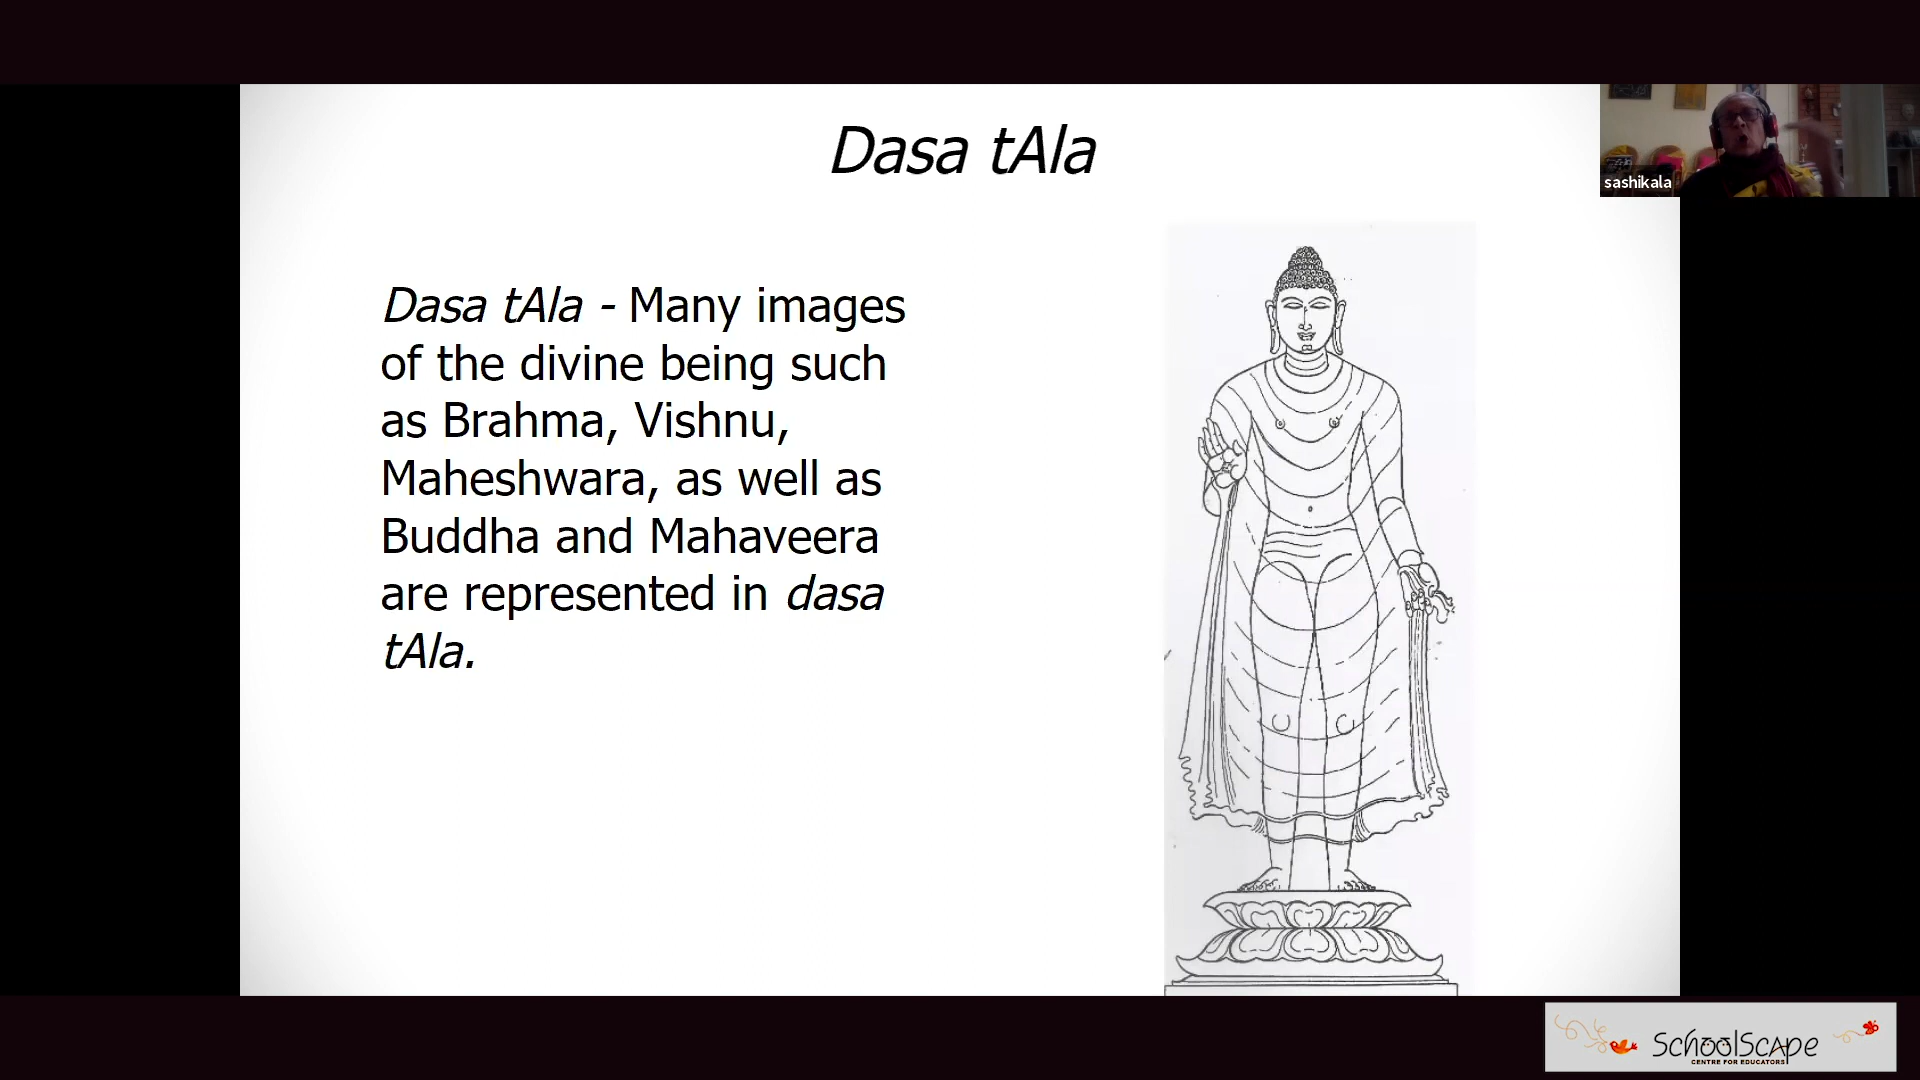 Dasa tAla
sashikala
Dasa tAla - Many images
of the divine being such
as Brahma, Vishnu,
Maheshwara, as well as
Buddha and Mahaveera
are represented in dasa
tAla.
SchoolScape
CENTRE FOR EDUCATORS